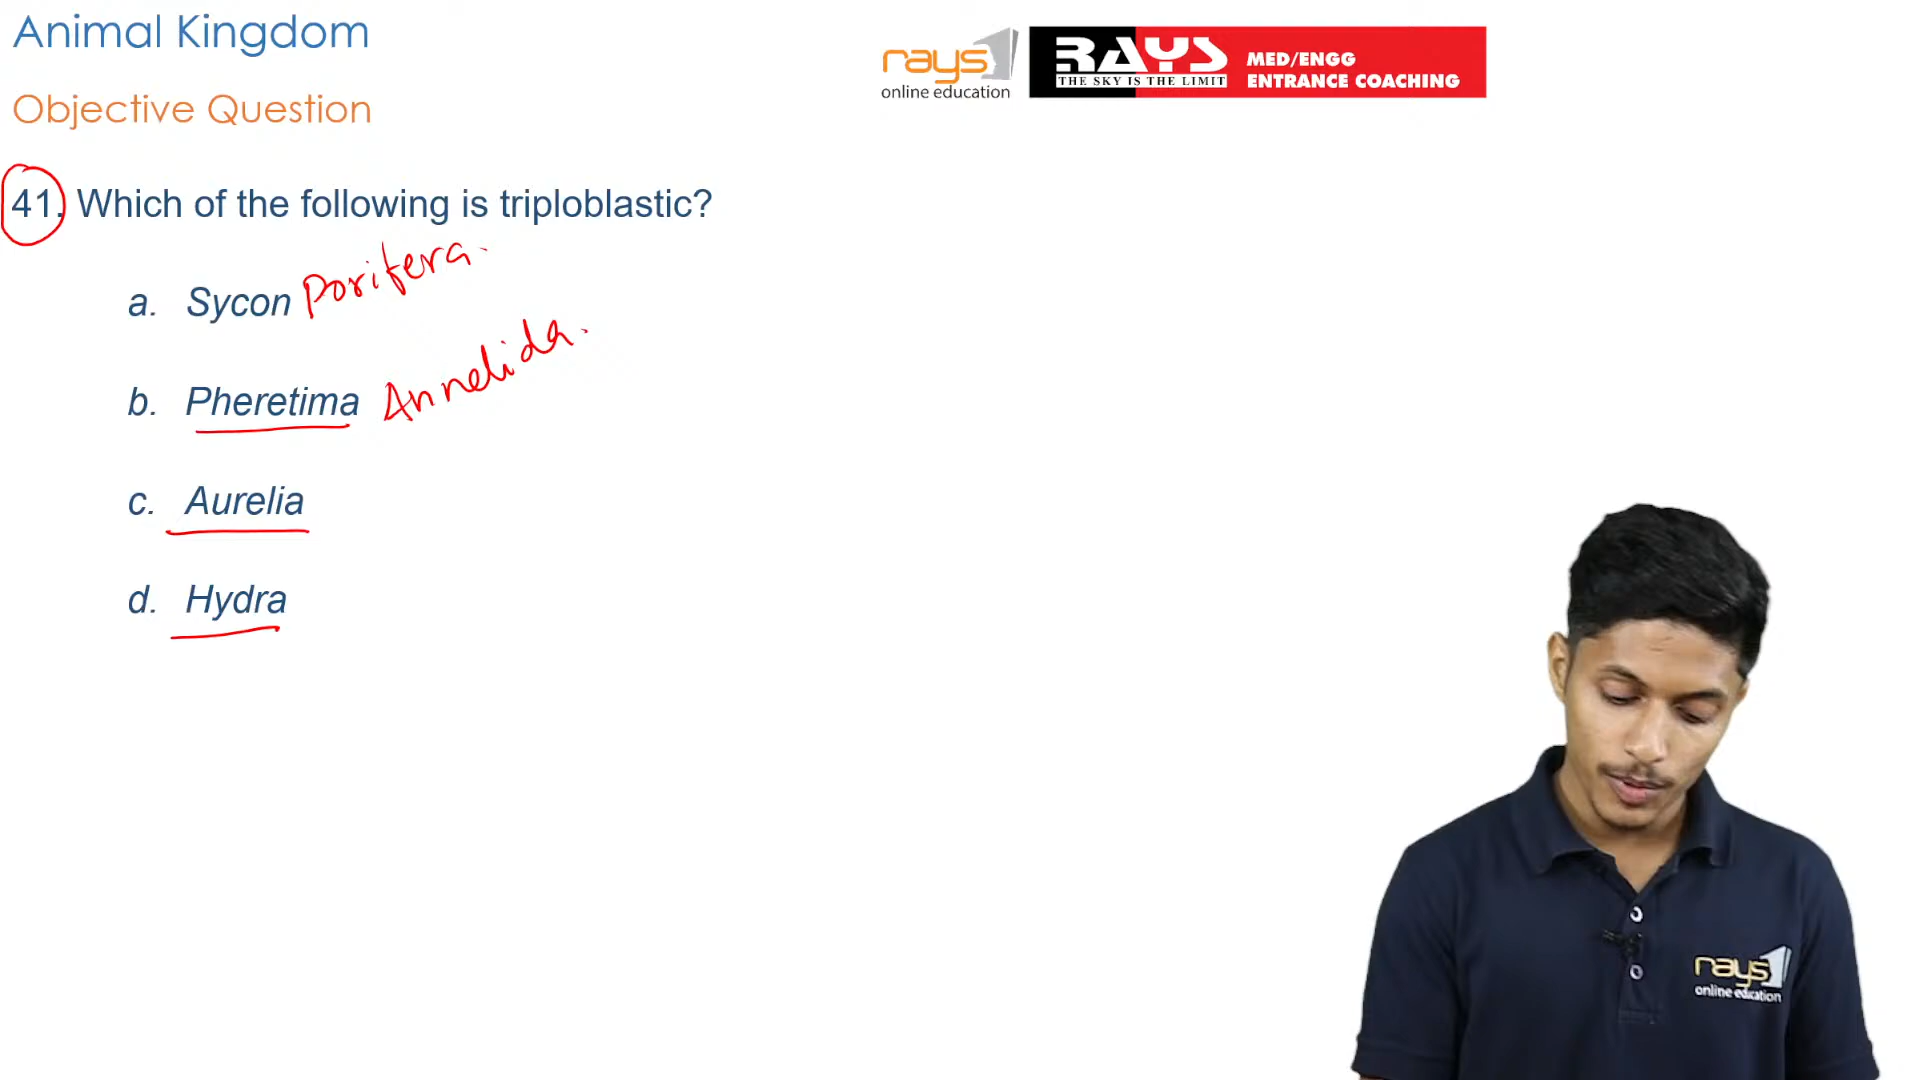 Animal Kingdom
rays
online education
RAYS
THE SKY IS THE LIMIT
MED/ENGG
ENTRANCE COACHING
Objective Question
41. Which of the following is triploblastic?
a. Sycon Porifera.
b. Pheretima Annelida.
c. Aurelia
d. Hydra
rays
online education